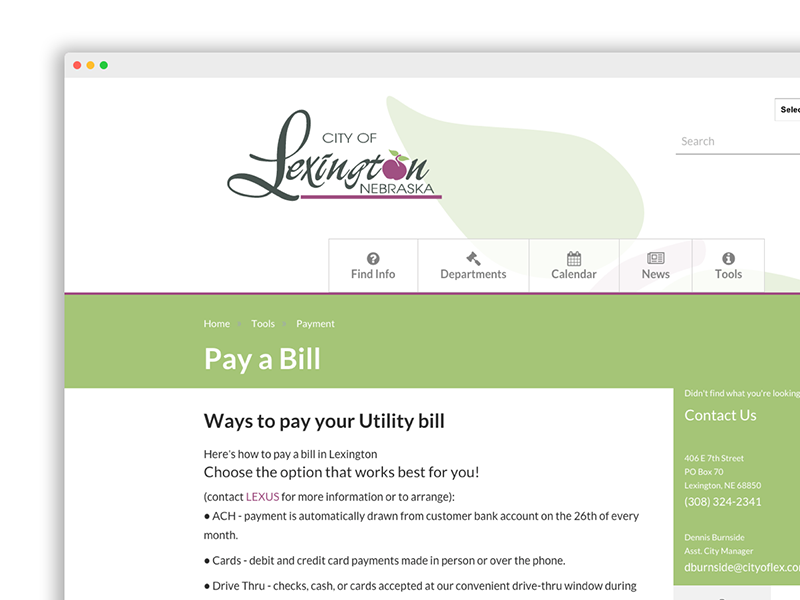 CITY OF
Lexington
NEBRASKA
Search
Find Info
Departments
Calendar
News
Tools
Home
Tools
Payment
Pay a Bill
Ways to pay your Utility bill
Here's how to pay a bill in Lexington
Choose the option that works best for you!
(contact LEXUS for more information or to arrange):
● ACH - payment is automatically drawn from customer bank account on the 26th of every
month.
● Cards - debit and credit card payments made in person or over the phone.
● Drive Thru - checks, cash, or cards accepted at our convenient drive-thru window during
Didn't find what you're looking
Contact Us
406 E 7th Street
PO Box 70
Lexington, NE 68850
(308) 324-2341
Dennis Burnside
Asst. City Manager
dburnside@cityoflex.co